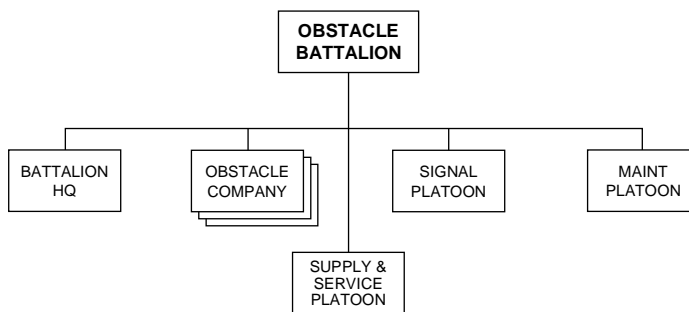 OBSTACLE
BATTALION
BATTALION
HQ
OBSTACLE
COMPANY
SIGNAL
PLATOON
MAINT
PLATOON
SUPPLY &
SERVICE
PLATOON